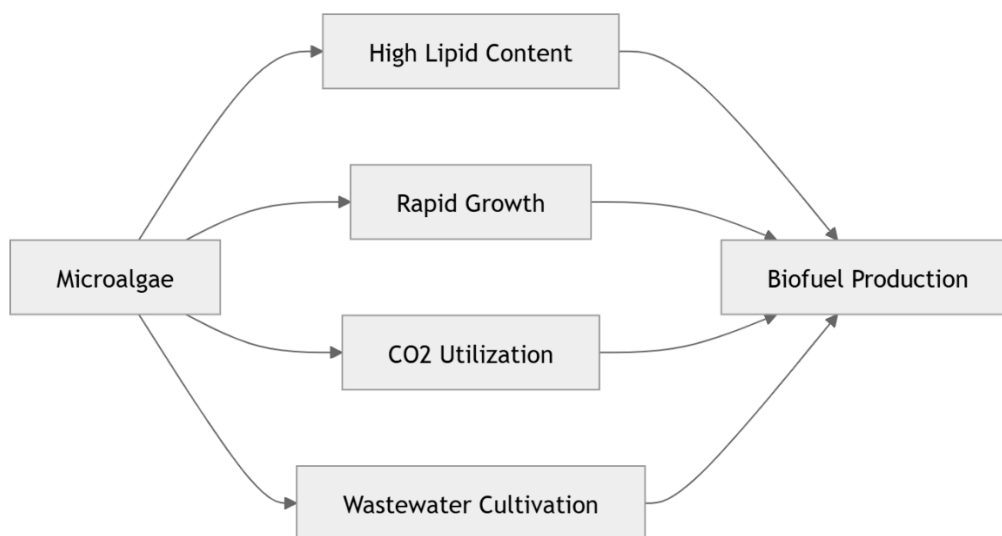 High Lipid Content
Rapid Growth
Microalgae
Biofuel Production
CO2 Utilization
Wastewater Cultivation